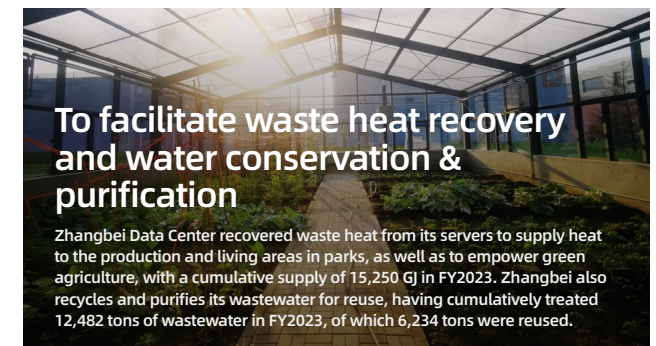 To facilitate waste heat recovery
and water conservation &
purification
Zhangbei Data Center recovered waste heat from its servers to supply heat
to the production and living areas in parks, as well as to empower green
agriculture, with a cumulative supply of 15,250 GJ in FY2023. Zhangbei also
recycles and purifies its wastewater for reuse, having cumulatively treated
12,482 tons of wastewater in FY2023, of which 6,234 tons were reused.